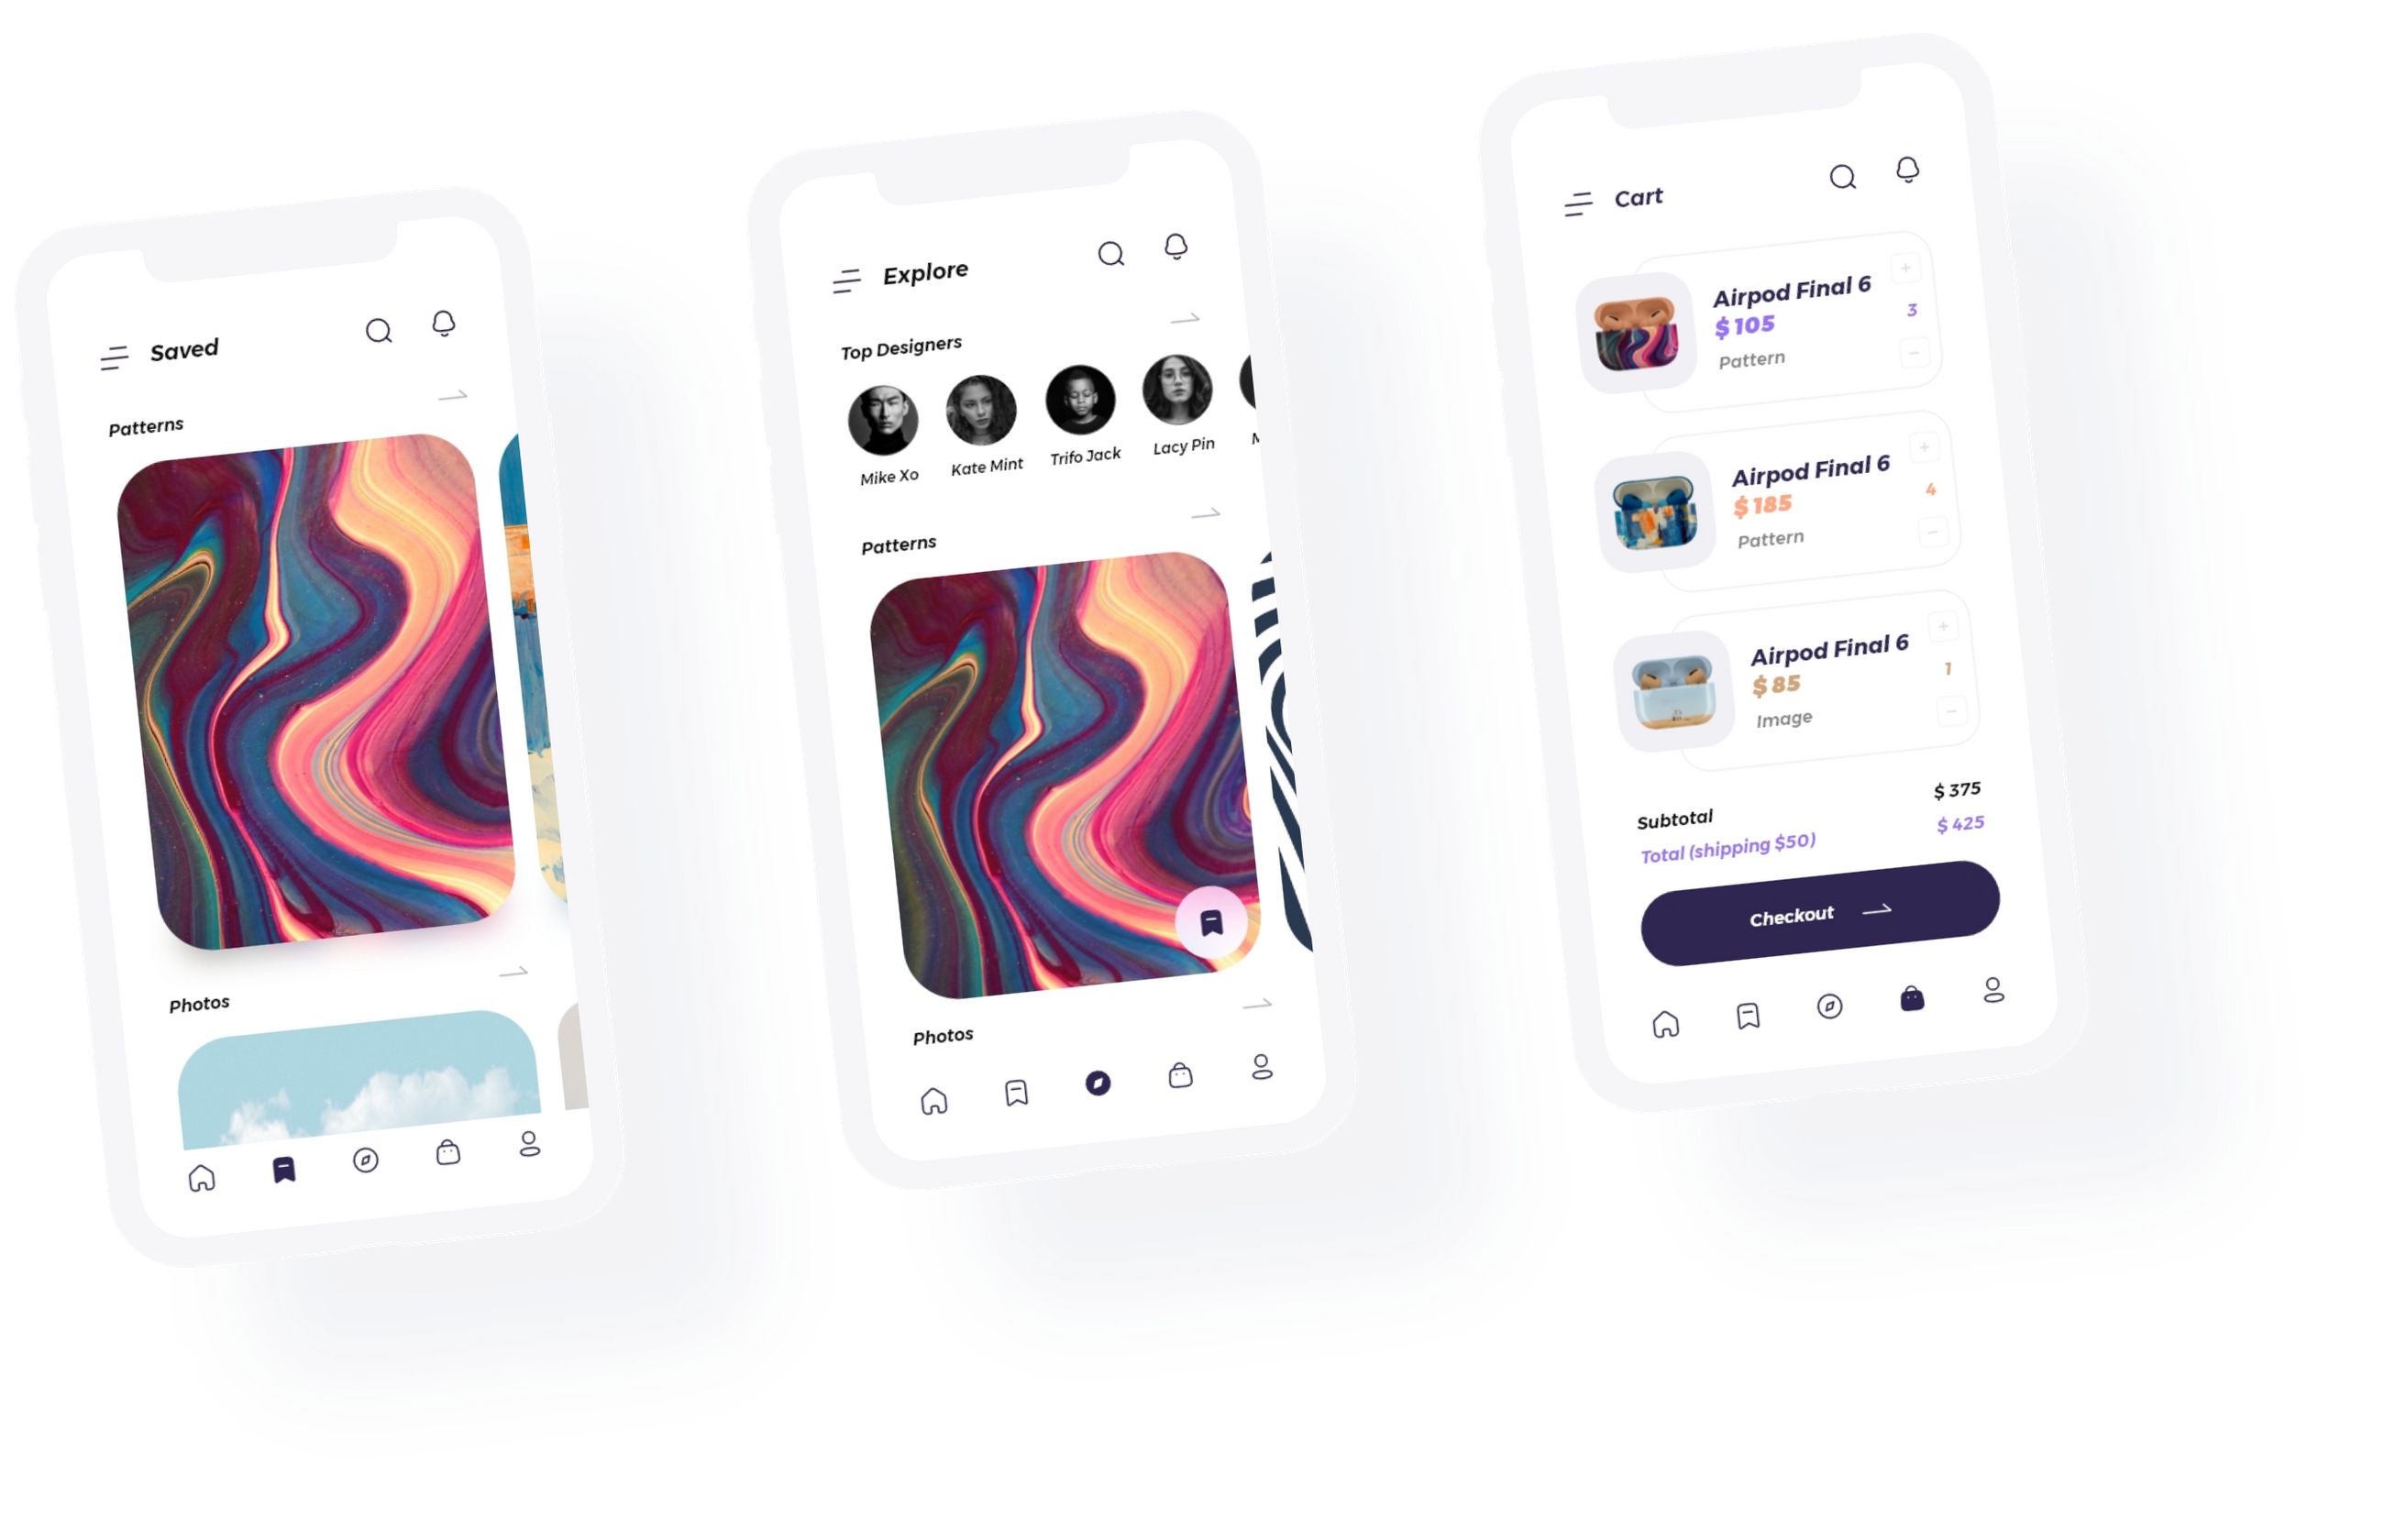 Saved
Patterns
Photos
Explore
Top Designers
Mike Xo
Kate Mint
Trifo Jack
Lacy Pin
M
Patterns
Photos
Cart
Airpod Final 6
$ 105
Pattern
3
Airpod Final 6
$ 185
Pattern
4
Airpod Final 6
$ 85
Image
1
Subtotal
$ 375
Total (shipping $50)
$ 425
Checkout